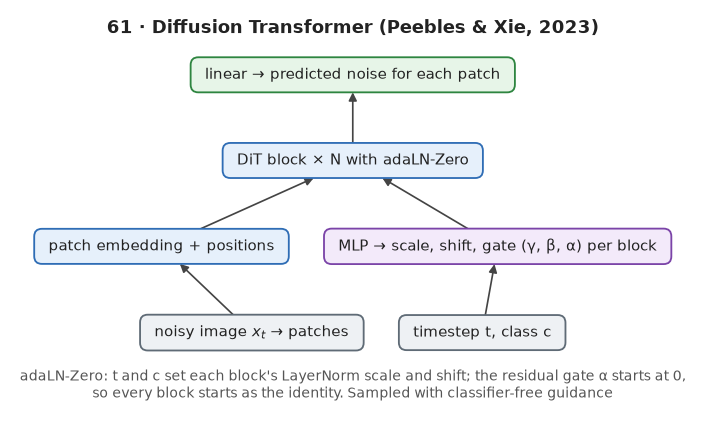 61 · Diffusion Transformer (Peebles & Xie, 2023)
linear → predicted noise for each patch
DiT block × N with adaLN-Zero
patch embedding + positions
MLP → scale, shift, gate (γ, β, α) per block
noisy image xₜ → patches
timestep t, class c
adaLN-Zero: t and c set each block's LayerNorm scale and shift; the residual gate α starts at 0,
so every block starts as the identity. Sampled with classifier-free guidance